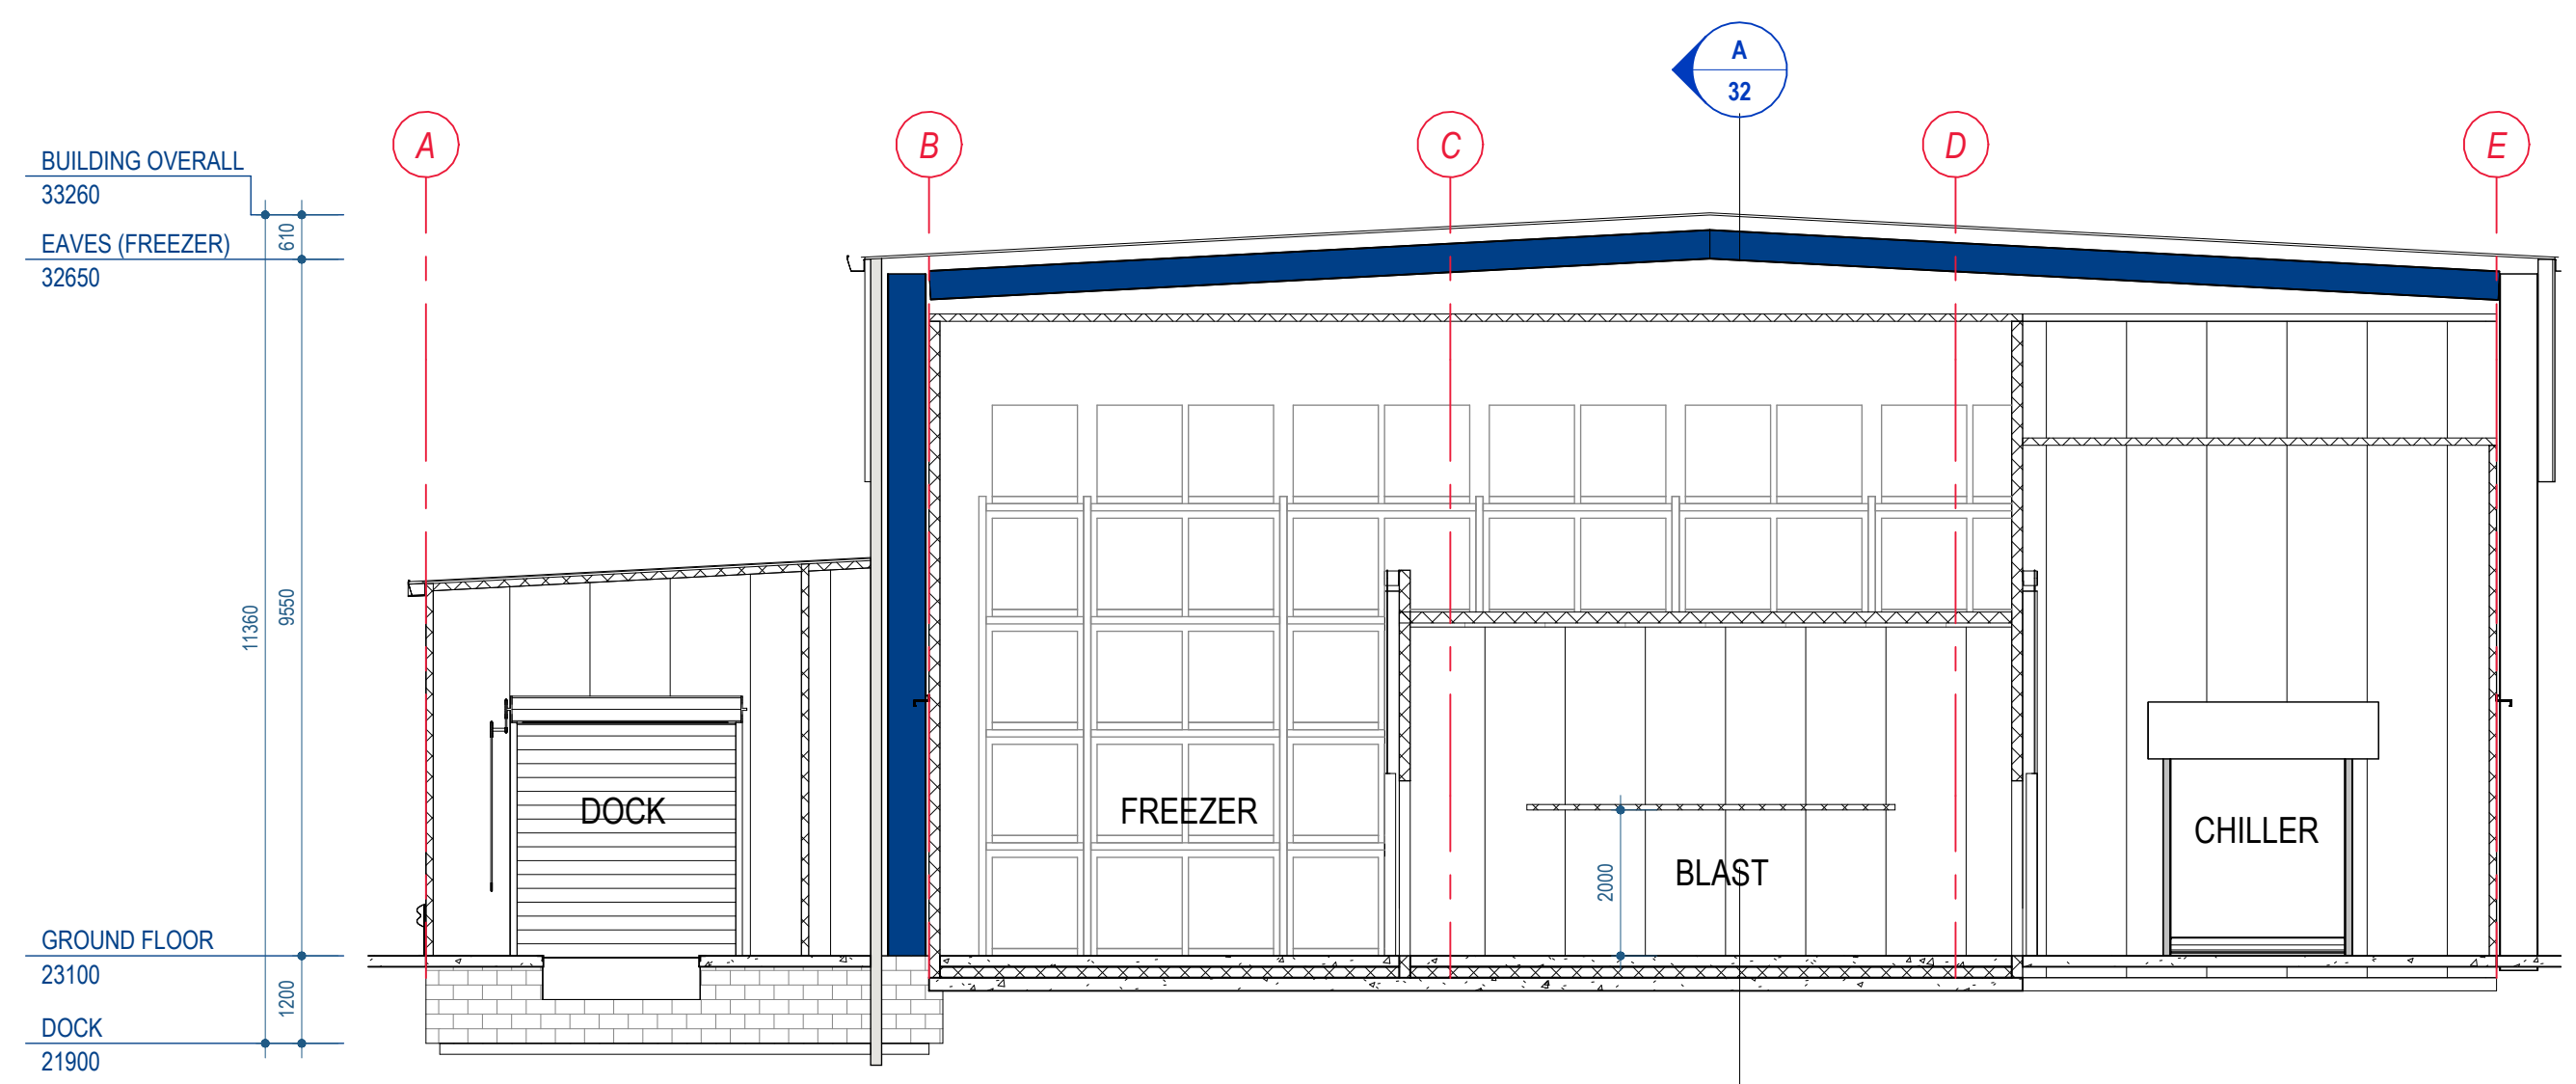 A
32
A
B
C
D
E
BUILDING OVERALL
33260
610
EAVES (FREEZER)
32650
11360
9550
DOCK
FREEZER
BLAST
CHILLER
2000
GROUND FLOOR
23100
1200
DOCK
21900